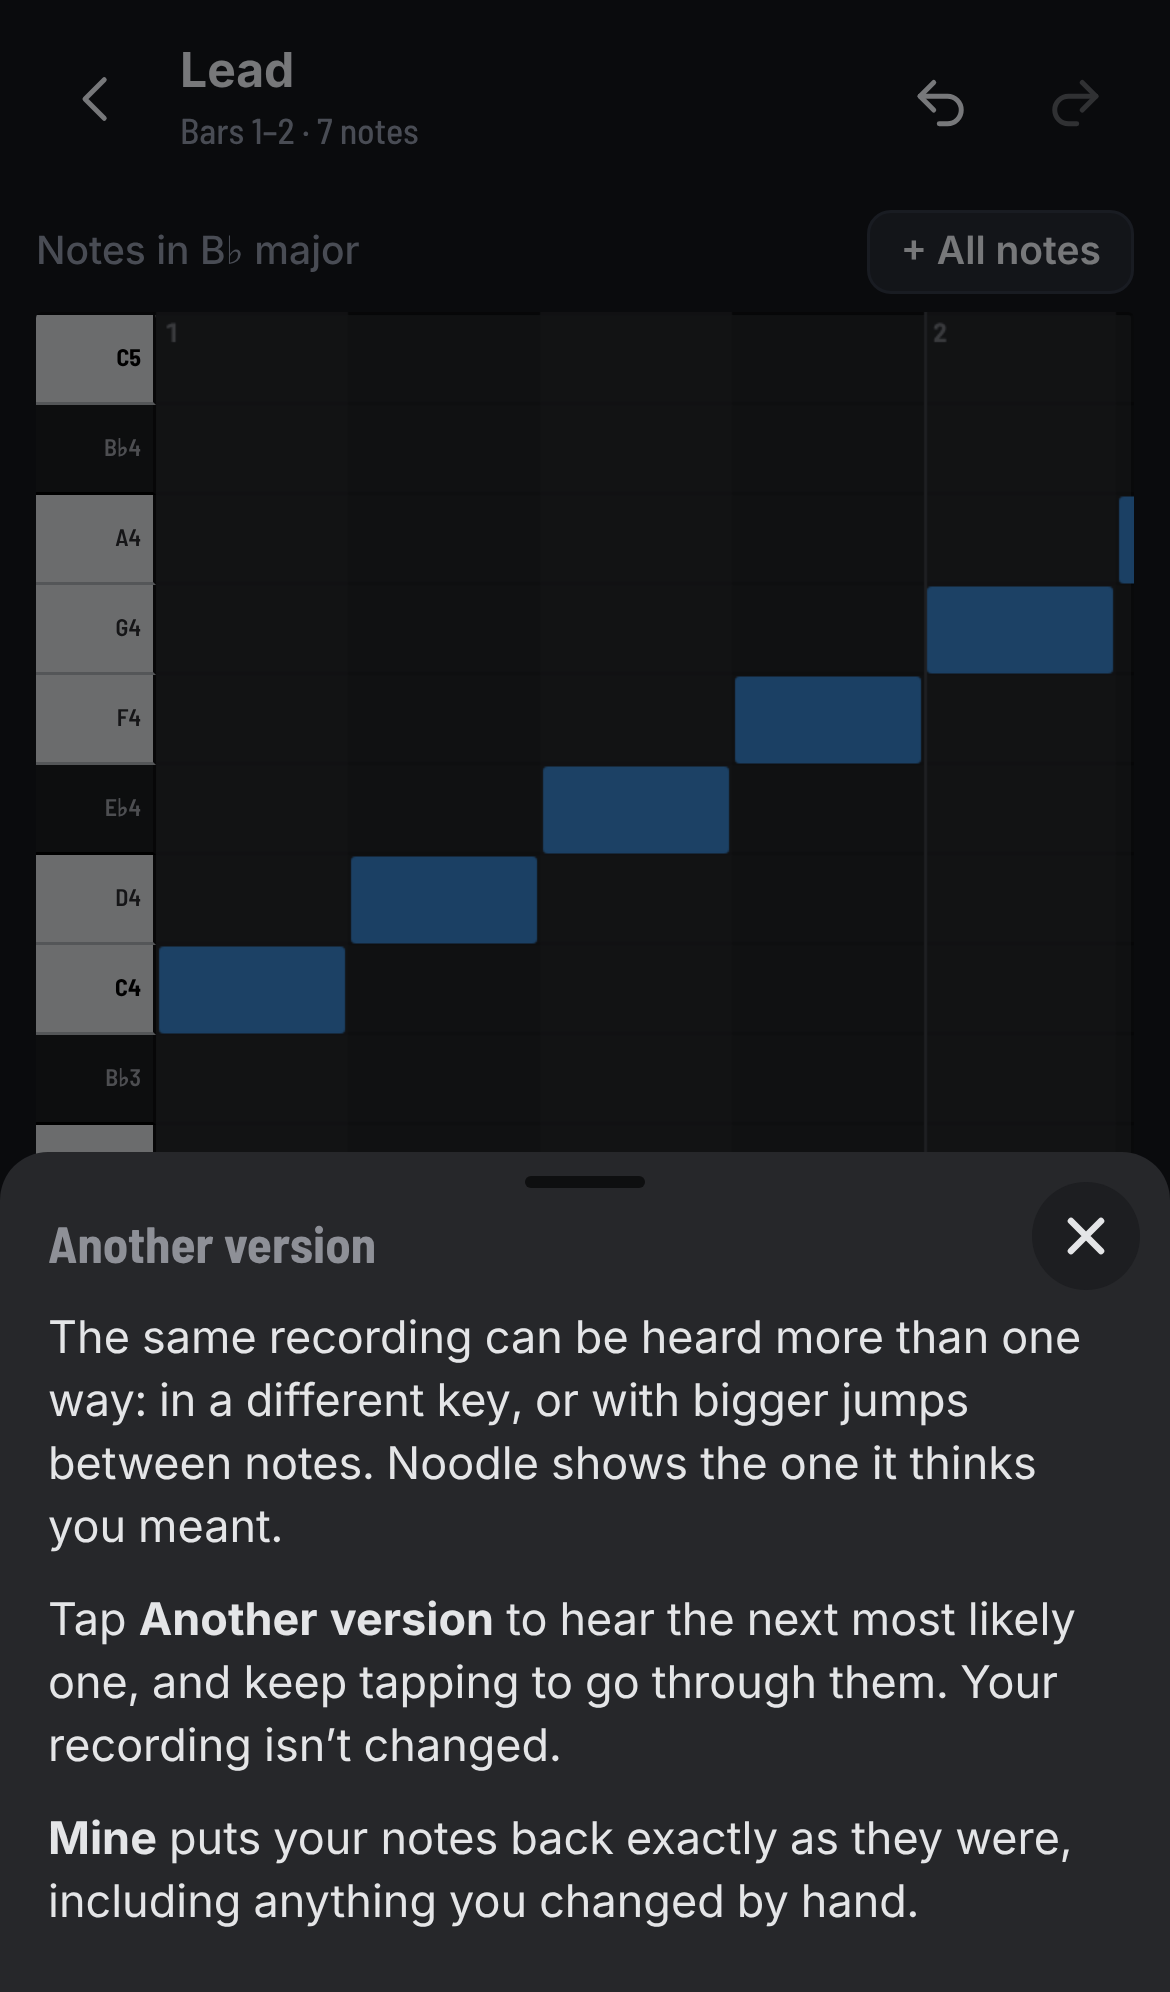 Lead
Bars 1–2 · 7 notes
Notes in B♭ major
+ All notes
1
2
C5
B♭4
A4
G4
F4
E♭4
D4
C4
B♭3
Another version
The same recording can be heard more than one
way: in a different key, or with bigger jumps
between notes. Noodle shows the one it thinks
you meant.
Tap Another version to hear the next most likely
one, and keep tapping to go through them. Your
recording isn’t changed.
Mine puts your notes back exactly as they were,
including anything you changed by hand.